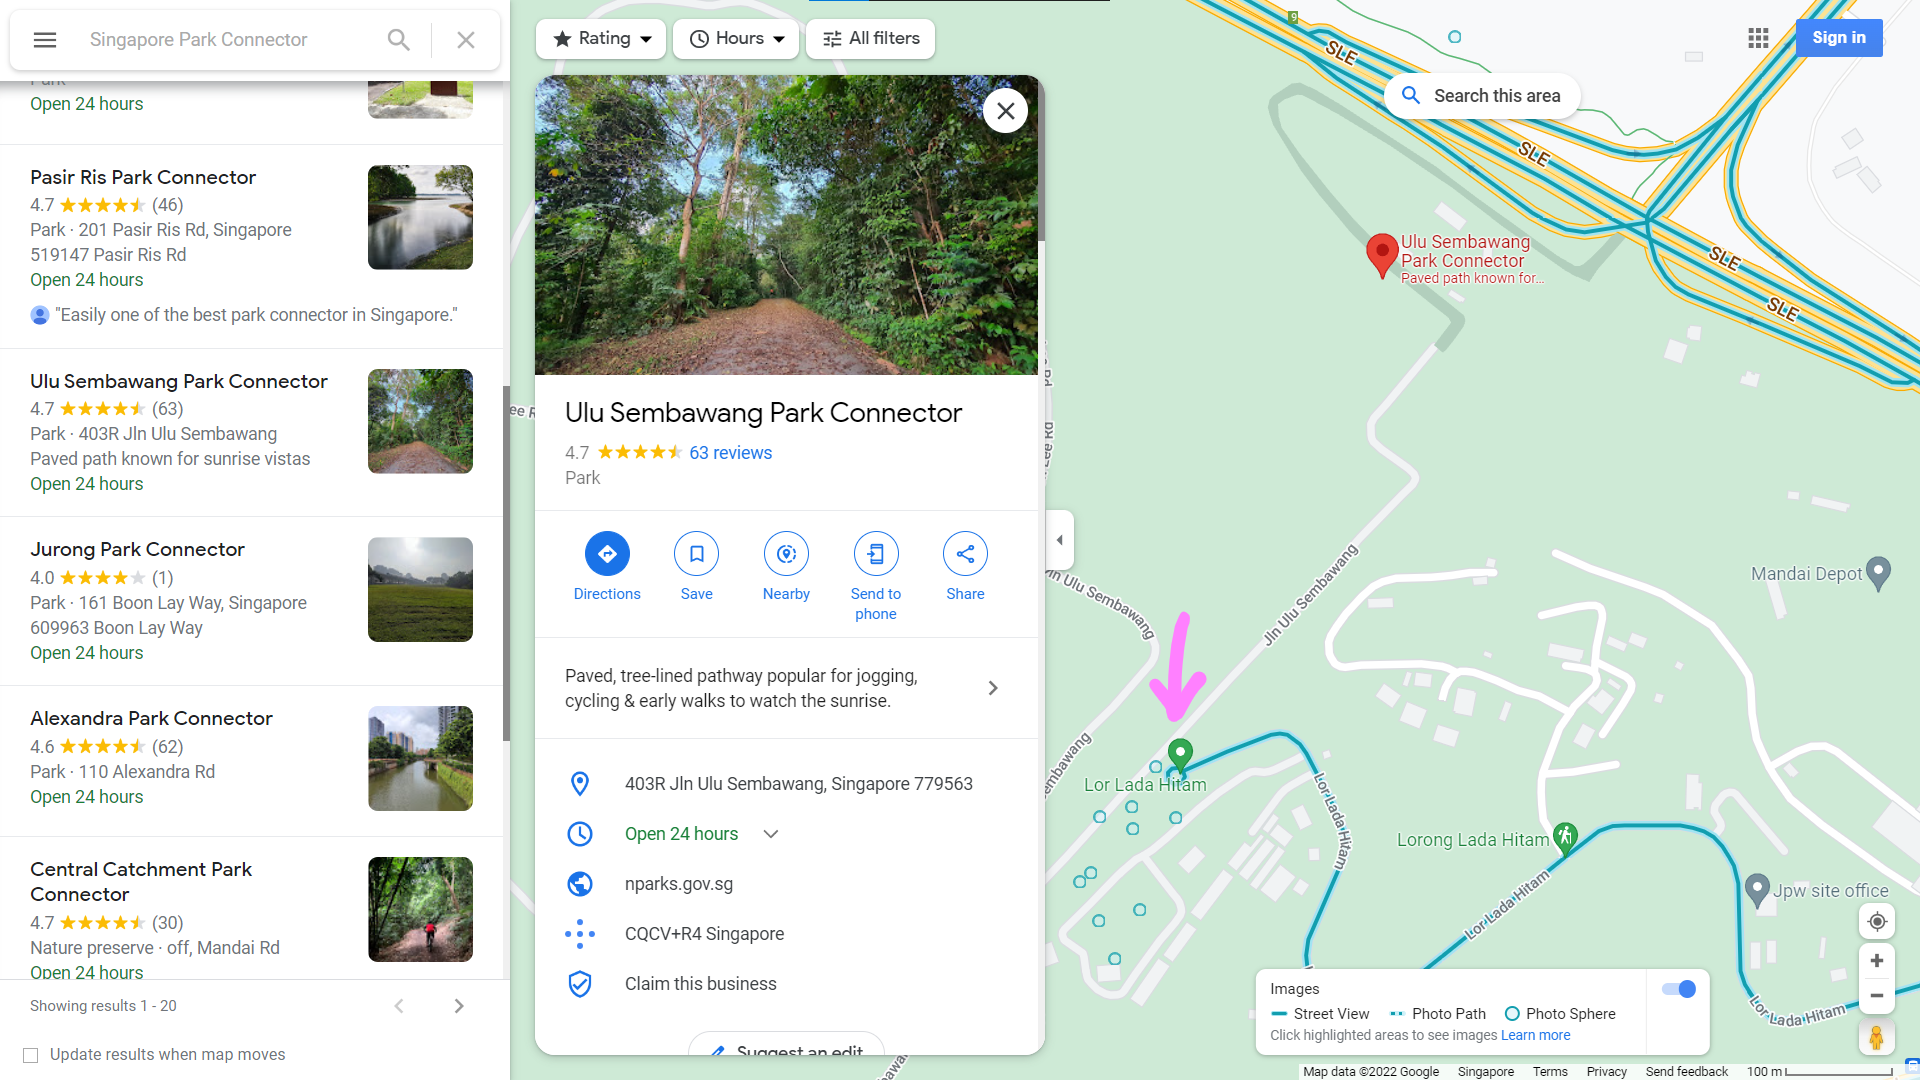 Singapore Park Connector
Rating
Hours
All filters
Sign in
Search this area
Park
Open 24 hours
Pasir Ris Park Connector
4.7 (46)
Park · 201 Pasir Ris Rd, Singapore
519147 Pasir Ris Rd
Open 24 hours
"Easily one of the best park connector in Singapore."
Ulu Sembawang Park Connector
4.7 (63)
Park · 403R Jln Ulu Sembawang
Paved path known for sunrise vistas
Open 24 hours
Jurong Park Connector
4.0 (1)
Park · 161 Boon Lay Way, Singapore
609963 Boon Lay Way
Open 24 hours
Alexandra Park Connector
4.6 (62)
Park · 110 Alexandra Rd
Open 24 hours
Central Catchment Park
Connector
4.7 (30)
Nature preserve · off, Mandai Rd
Open 24 hours
Showing results 1 - 20
Update results when map moves
Ulu Sembawang Park Connector
4.7 63 reviews
Park
Directions
Save
Nearby
Send to
phone
Share
Paved, tree-lined pathway popular for jogging,
cycling & early walks to watch the sunrise.
403R Jln Ulu Sembawang, Singapore 779563
Open 24 hours
nparks.gov.sg
CQCV+R4 Singapore
Claim this business
Suggest an edit
9
SLE
SLE
SLE
SLE
Ulu Sembawang
Park Connector
Paved path known for...
ee R
Lee Rd
Rd
Jln Ulu Sembawang
Jln Ulu Sembawang
Mandai Depot
embawang
Lor Lada Hitam
Lor Lada Hitam
Lorong Lada Hitam
Lor Lada Hitam
Jpw site office
Lor Lada Hitam
Images
Street View
Photo Path
Photo Sphere
Click highlighted areas to see images Learn more
Map data ©2022 Google
Singapore
Terms
Privacy
Send feedback
100 m